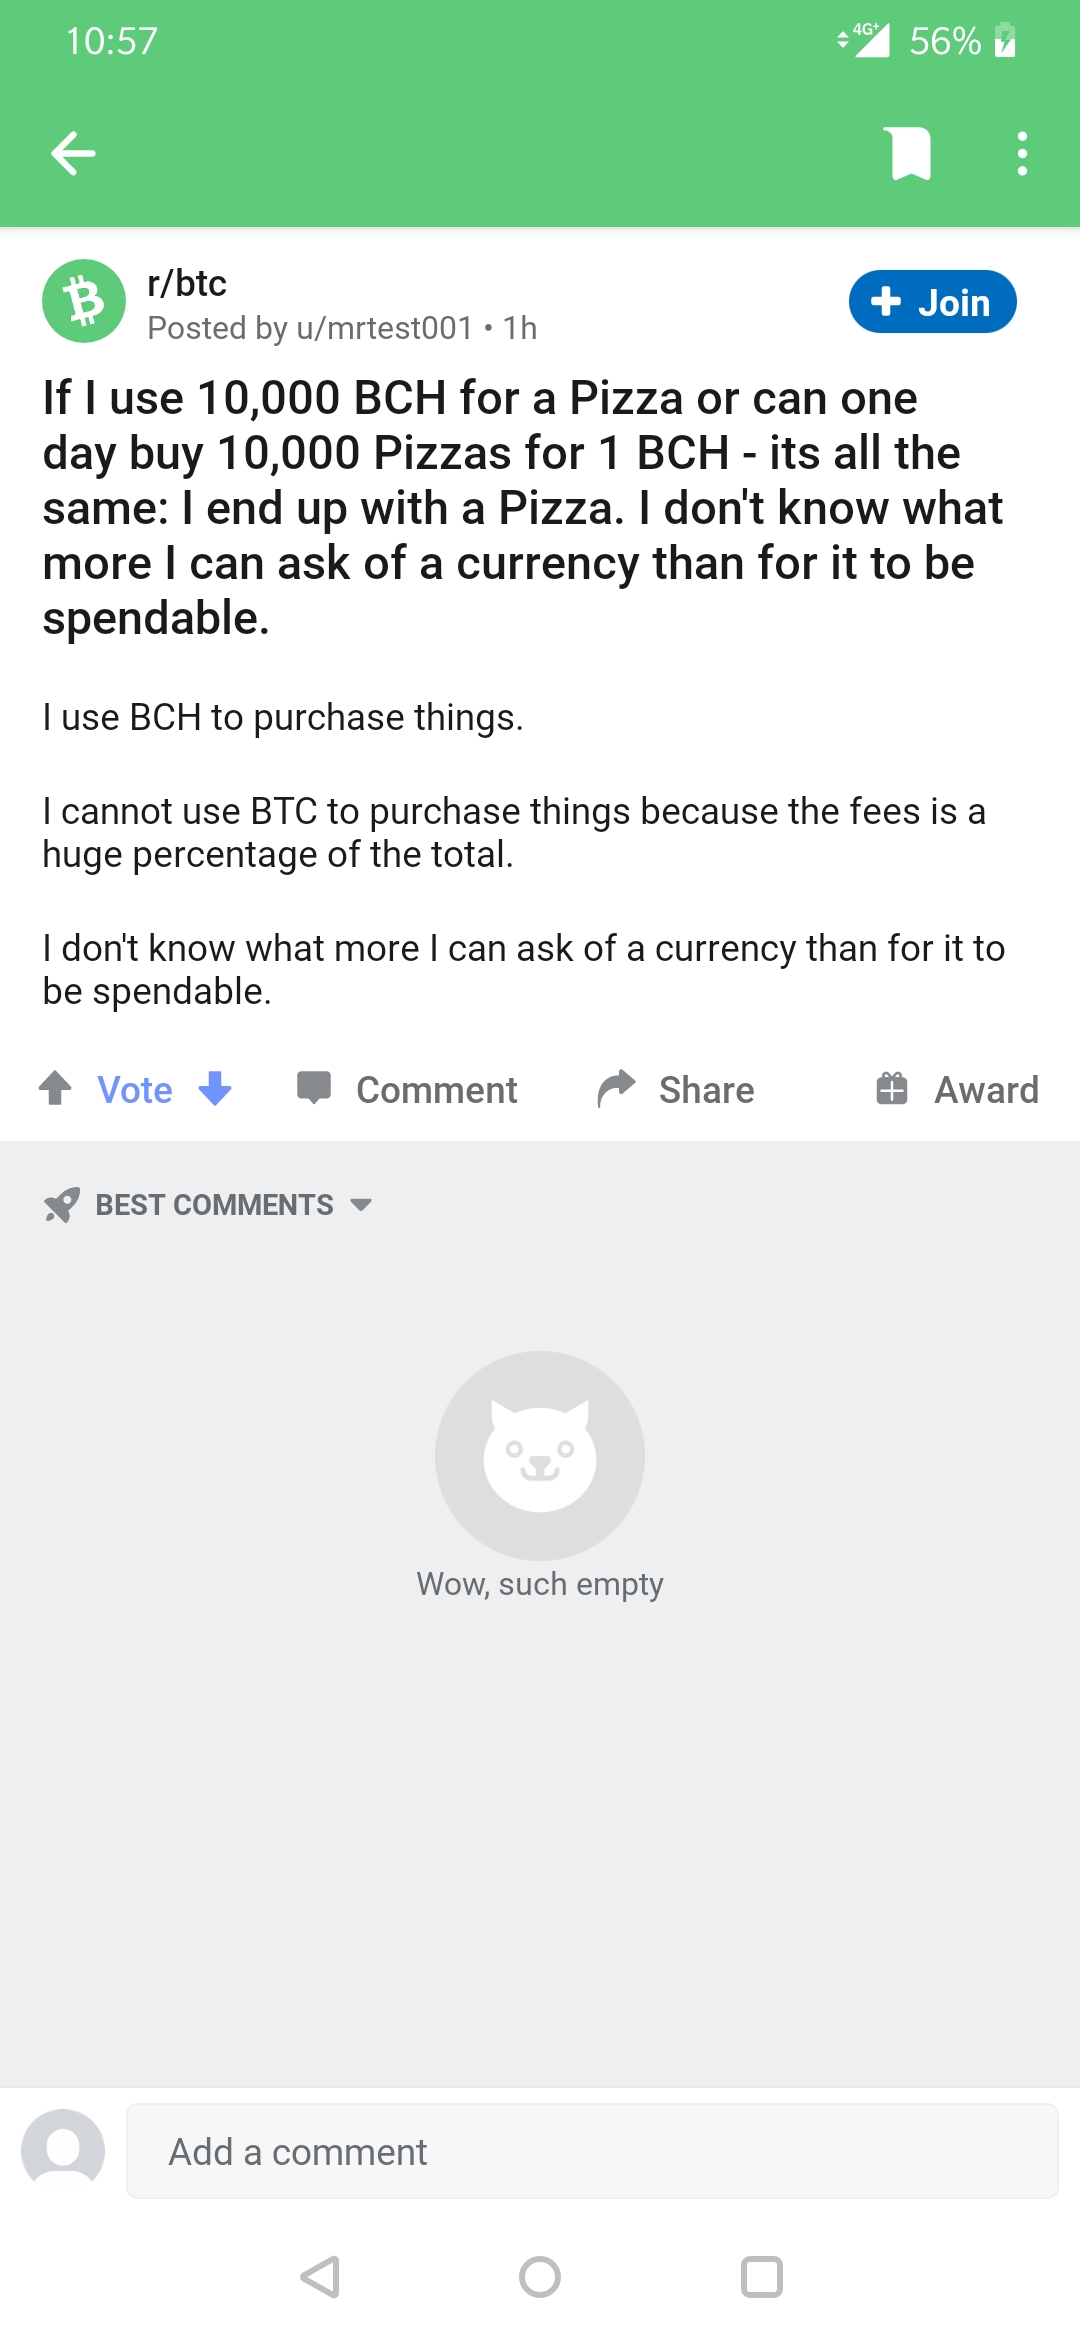 10:57
4G+ 56%
r/btc
Posted by u/mrtest001 • 1h
Join
If I use 10,000 BCH for a Pizza or can one
day buy 10,000 Pizzas for 1 BCH - its all the
same: I end up with a Pizza. I don't know what
more I can ask of a currency than for it to be
spendable.
I use BCH to purchase things.
I cannot use BTC to purchase things because the fees is a
huge percentage of the total.
I don't know what more I can ask of a currency than for it to
be spendable.
Vote Comment Share Award
BEST COMMENTS
Wow, such empty
Add a comment